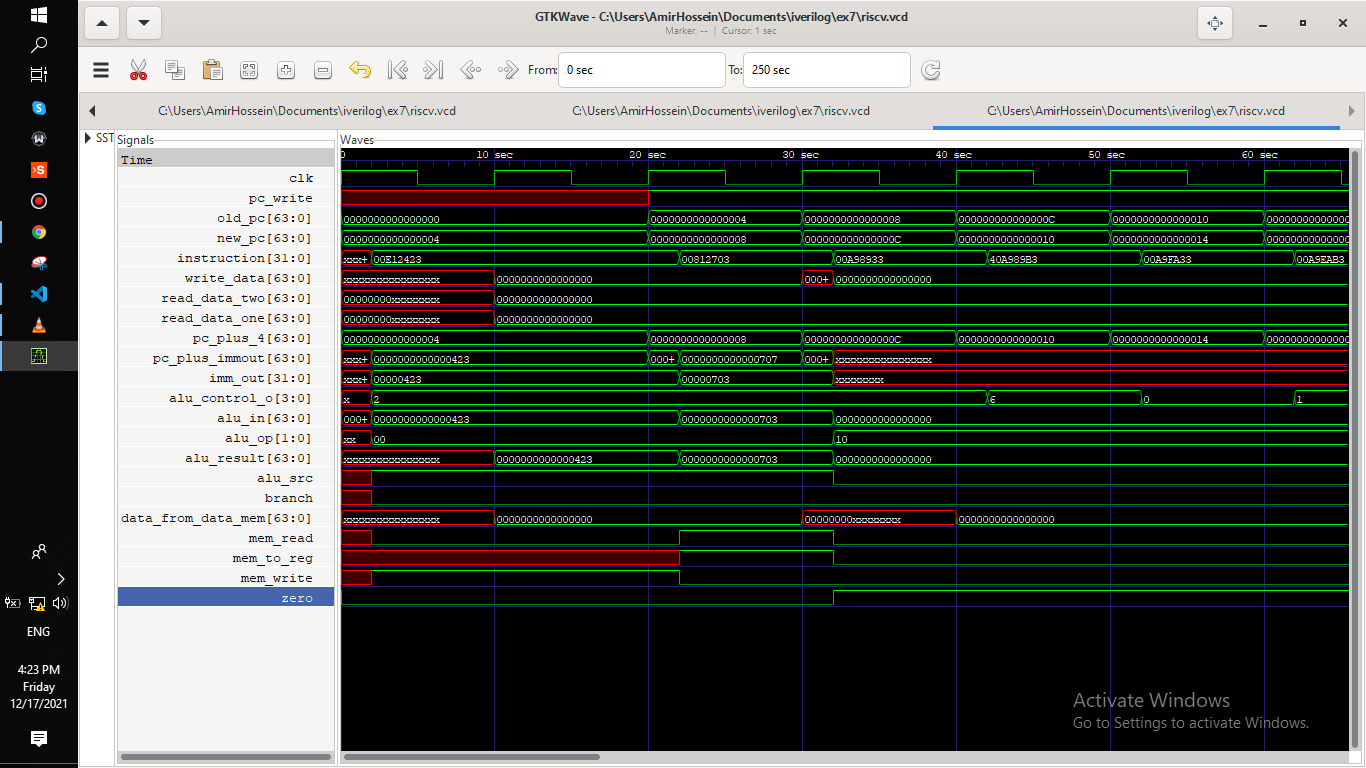 GTKWave - C:\Users\AmirHossein\Documents\iverilog\ex7\riscv.vcd
Marker: -- | Cursor: 1 sec
From: 0 sec To: 250 sec
C:\Users\AmirHossein\Documents\iverilog\ex7\riscv.vcd C:\Users\AmirHossein\Documents\iverilog\ex7\riscv.vcd C:\Users\AmirHossein\Documents\iverilog\ex7\riscv.vcd
SST Signals Waves
Time 0 10 sec 20 sec 30 sec 40 sec 50 sec 60 sec
clk
pc_write
old_pc[63:0] 0000000000000000 0000000000000004 0000000000000008 000000000000000C 0000000000000010 000000000000
new_pc[63:0] 0000000000000004 0000000000000008 000000000000000C 0000000000000010 0000000000000014 000000000000
instruction[31:0] xxx+ 00E12423 00812703 00A98933 40A989B3 00A9FA33 00A9EAB3
write_data[63:0] xxxxxxxxxxxxxxxx 0000000000000000 000+ 0000000000000000
read_data_two[63:0] 00000000xxxxxxxx 0000000000000000
read_data_one[63:0] 00000000xxxxxxxx 0000000000000000
pc_plus_4[63:0] 0000000000000004 0000000000000008 000000000000000C 0000000000000010 0000000000000014 000000000000
pc_plus_immout[63:0] xxx+ 0000000000000423 000+ 0000000000000707 000+ xxxxxxxxxxxxxxxx
imm_out[31:0] xxx+ 00000423 00000703 xxxxxxxx
alu_control_o[3:0] x 2 6 0 1
alu_in[63:0] 000+ 0000000000000423 0000000000000703 0000000000000000
alu_op[1:0] xx 00 10
alu_result[63:0] xxxxxxxxxxxxxxxx 0000000000000423 0000000000000703 0000000000000000
alu_src
branch
data_from_data_mem[63:0] xxxxxxxxxxxxxxxx 0000000000000000 00000000xxxxxxxx 0000000000000000
mem_read
mem_to_reg
mem_write
zero
ENG
4:23 PM
Friday
12/17/2021
Activate Windows
Go to Settings to activate Windows.